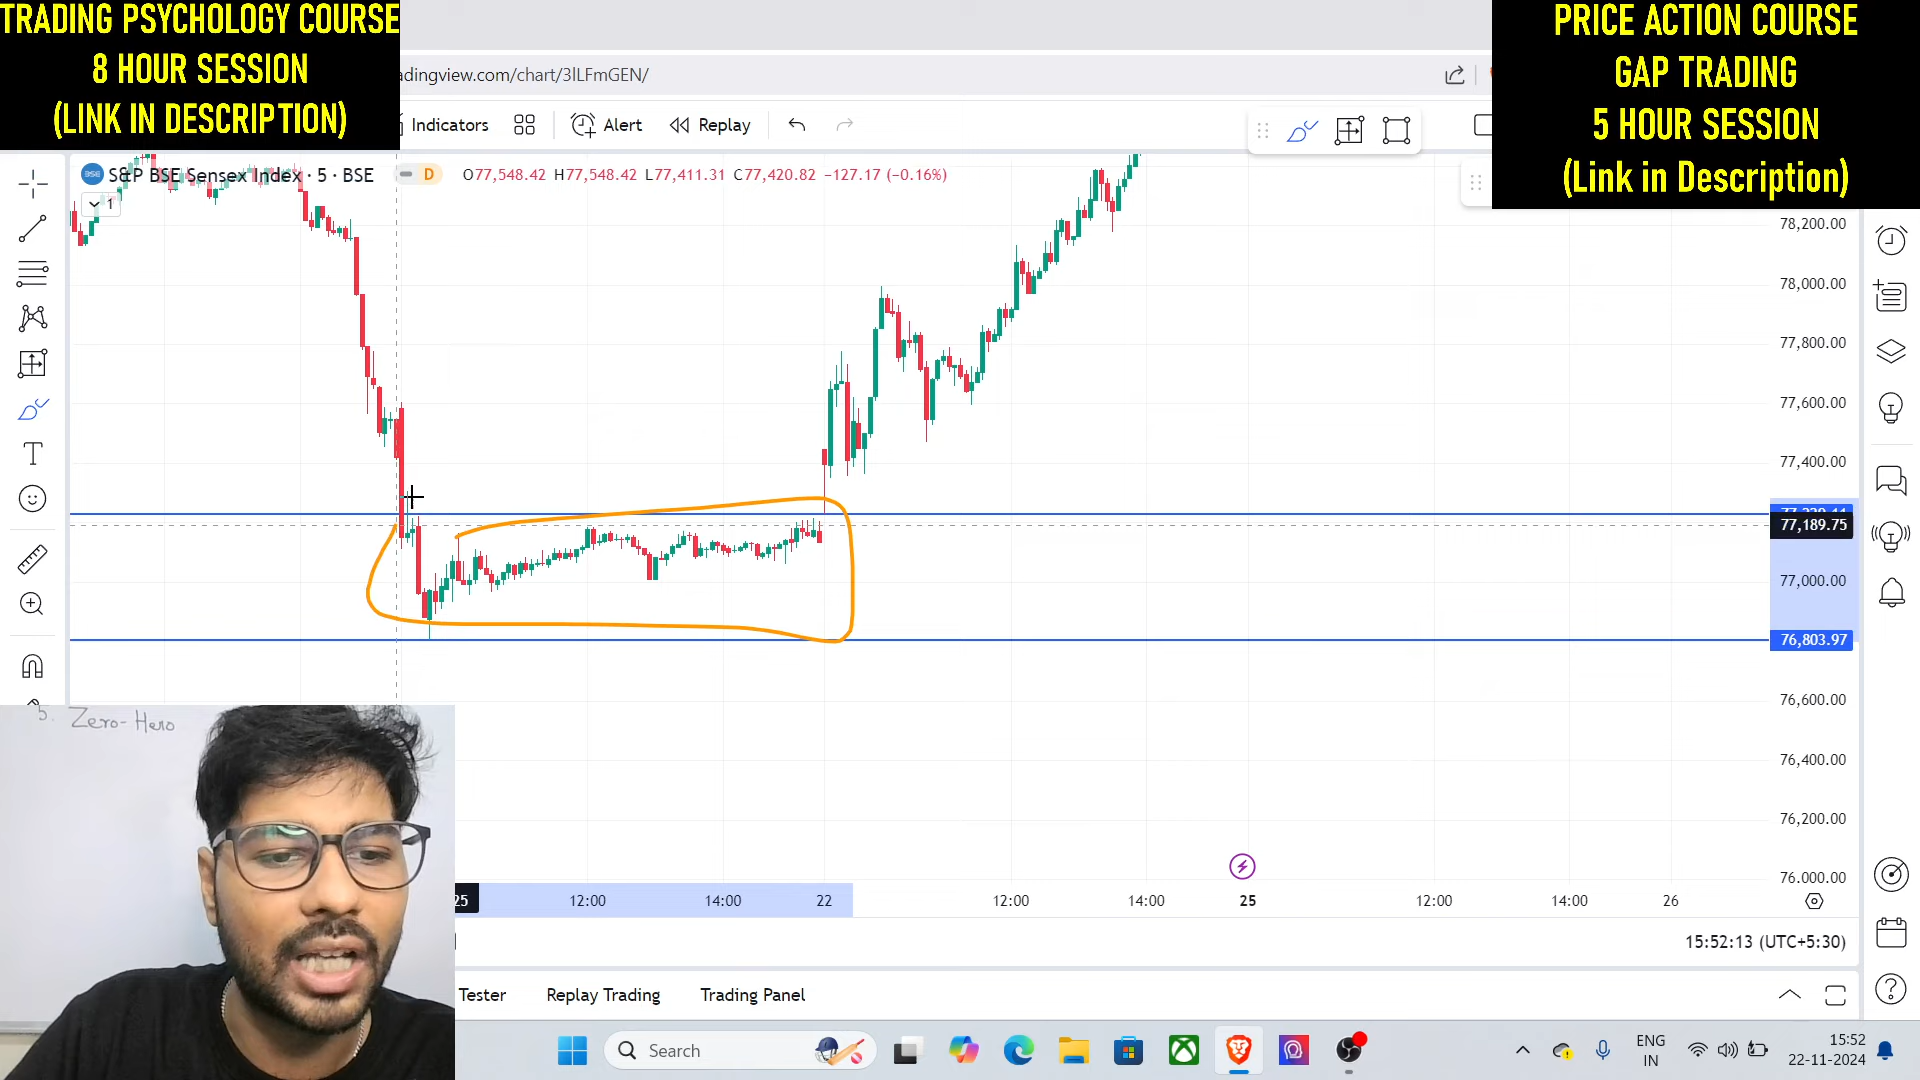 TRADING PSYCHOLOGY COURSE
8 HOUR SESSION
(LINK IN DESCRIPTION)
PRICE ACTION COURSE
GAP TRADING
5 HOUR SESSION
(Link in Description)
adingview.com/chart/3lLFmGEN/
Indicators
Alert
Replay
S&P BSE Sensex Index · 5 · BSE
D
O77,548.42 H77,548.42 L77,411.31 C77,420.82 −127.17 (−0.16%)
1
78,200.00
78,000.00
77,800.00
77,600.00
77,400.00
77,189.75
77,000.00
76,803.97
76,600.00
76,400.00
76,200.00
76,000.00
25 12:00 14:00 22 12:00 14:00 25 12:00 14:00 26
15:52:13 (UTC+5:30)
Tester Replay Trading Trading Panel
5. Zero-Hero
Search
ENG
IN
15:52
22-11-2024